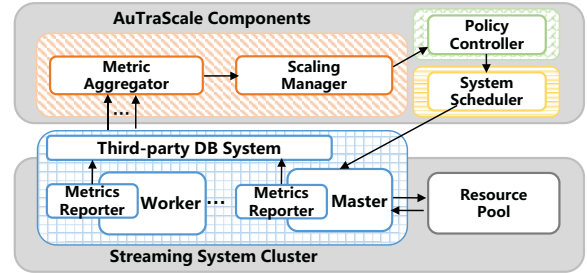 AuTraScale Components
Policy
Controller
Metric
Aggregator
Scaling
Manager
System
Scheduler
...
Third-party DB System
Metrics
Reporter
Worker
...
Metrics
Reporter
Master
Resource
Pool
Streaming System Cluster